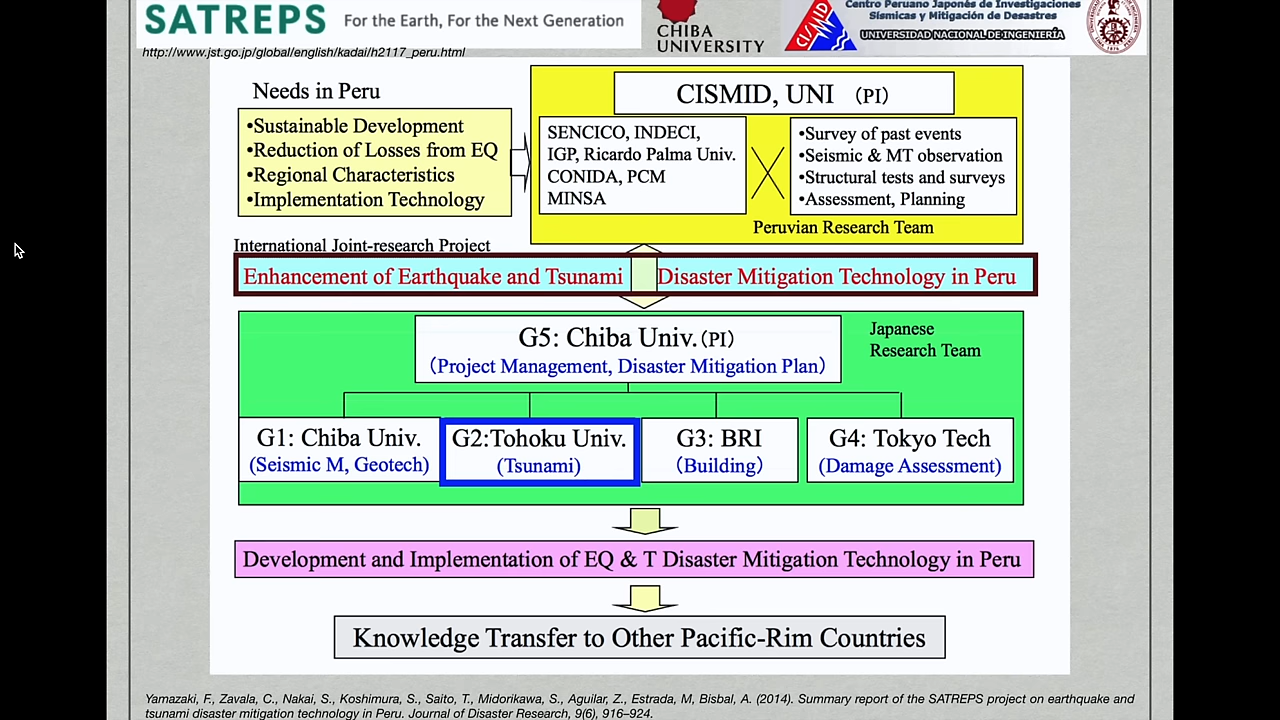 SATREPS For the Earth, For the Next Generation
CHIBA
UNIVERSITY
CISMID
Centro Peruano Japonés de Investigaciones
Sísmicas y Mitigación de Desastres
UNIVERSIDAD NACIONAL DE INGENIERÍA
http://www.jst.go.jp/global/english/kadai/h2117_peru.html
Needs in Peru
•Sustainable Development
•Reduction of Losses from EQ
•Regional Characteristics
•Implementation Technology
CISMID, UNI (PI)
SENCICO, INDECI,
IGP, Ricardo Palma Univ.
CONIDA, PCM
MINSA
•Survey of past events
•Seismic & MT observation
•Structural tests and surveys
•Assessment, Planning
Peruvian Research Team
International Joint-research Project
Enhancement of Earthquake and Tsunami Disaster Mitigation Technology in Peru
G5: Chiba Univ.(PI)
(Project Management, Disaster Mitigation Plan)
Japanese
Research Team
G1: Chiba Univ.
(Seismic M, Geotech)
G2:Tohoku Univ.
(Tsunami)
G3: BRI
(Building)
G4: Tokyo Tech
(Damage Assessment)
Development and Implementation of EQ & T Disaster Mitigation Technology in Peru
Knowledge Transfer to Other Pacific-Rim Countries
Yamazaki, F., Zavala, C., Nakai, S., Koshimura, S., Saito, T., Midorikawa, S., Aguilar, Z., Estrada, M, Bisbal, A. (2014). Summary report of the SATREPS project on earthquake and
tsunami disaster mitigation technology in Peru. Journal of Disaster Research, 9(6), 916–924.